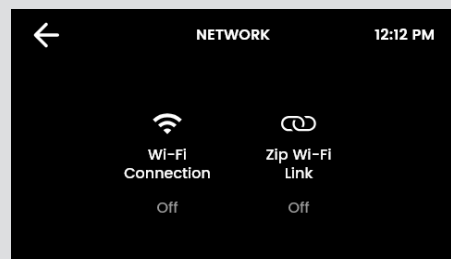 NETWORK 12:12 PM
Wi-Fi Connection
Zip Wi-Fi Link
Off Off